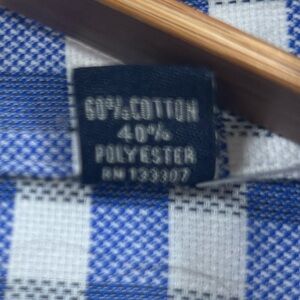 60% COTTON
40%
POLYESTER
RN 133307